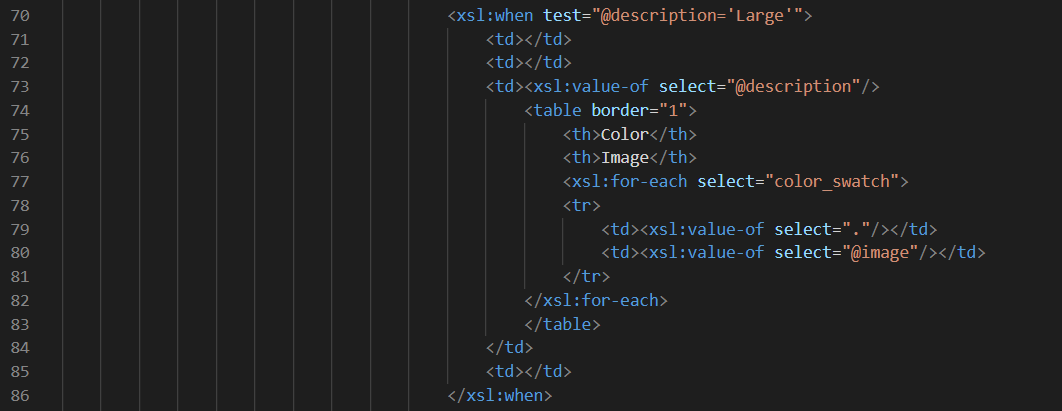 70 <xsl:when test="@description='Large'">
71 <td></td>
72 <td></td>
73 <td><xsl:value-of select="@description"/>
74 <table border="1">
75 <th>Color</th>
76 <th>Image</th>
77 <xsl:for-each select="color_swatch">
78 <tr>
79 <td><xsl:value-of select="."/></td>
80 <td><xsl:value-of select="@image"/></td>
81 </tr>
82 </xsl:for-each>
83 </table>
84 </td>
85 <td></td>
86 </xsl:when>